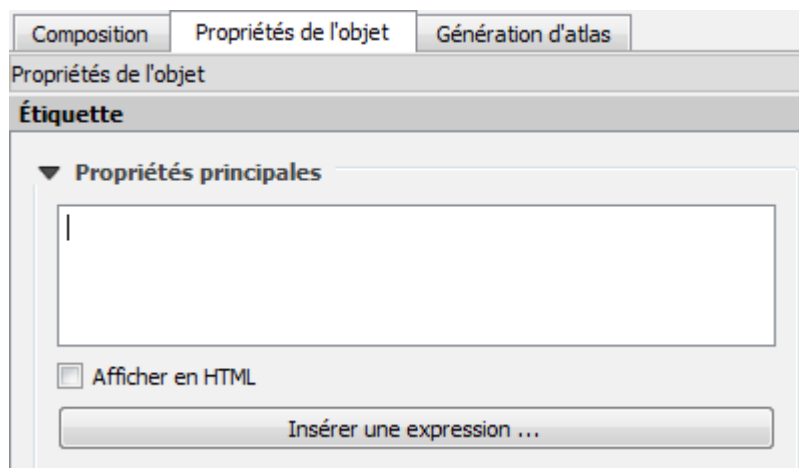 Composition Propriétés de l'objet Génération d'atlas
Propriétés de l'objet
Étiquette
Propriétés principales
Afficher en HTML
Insérer une expression ...